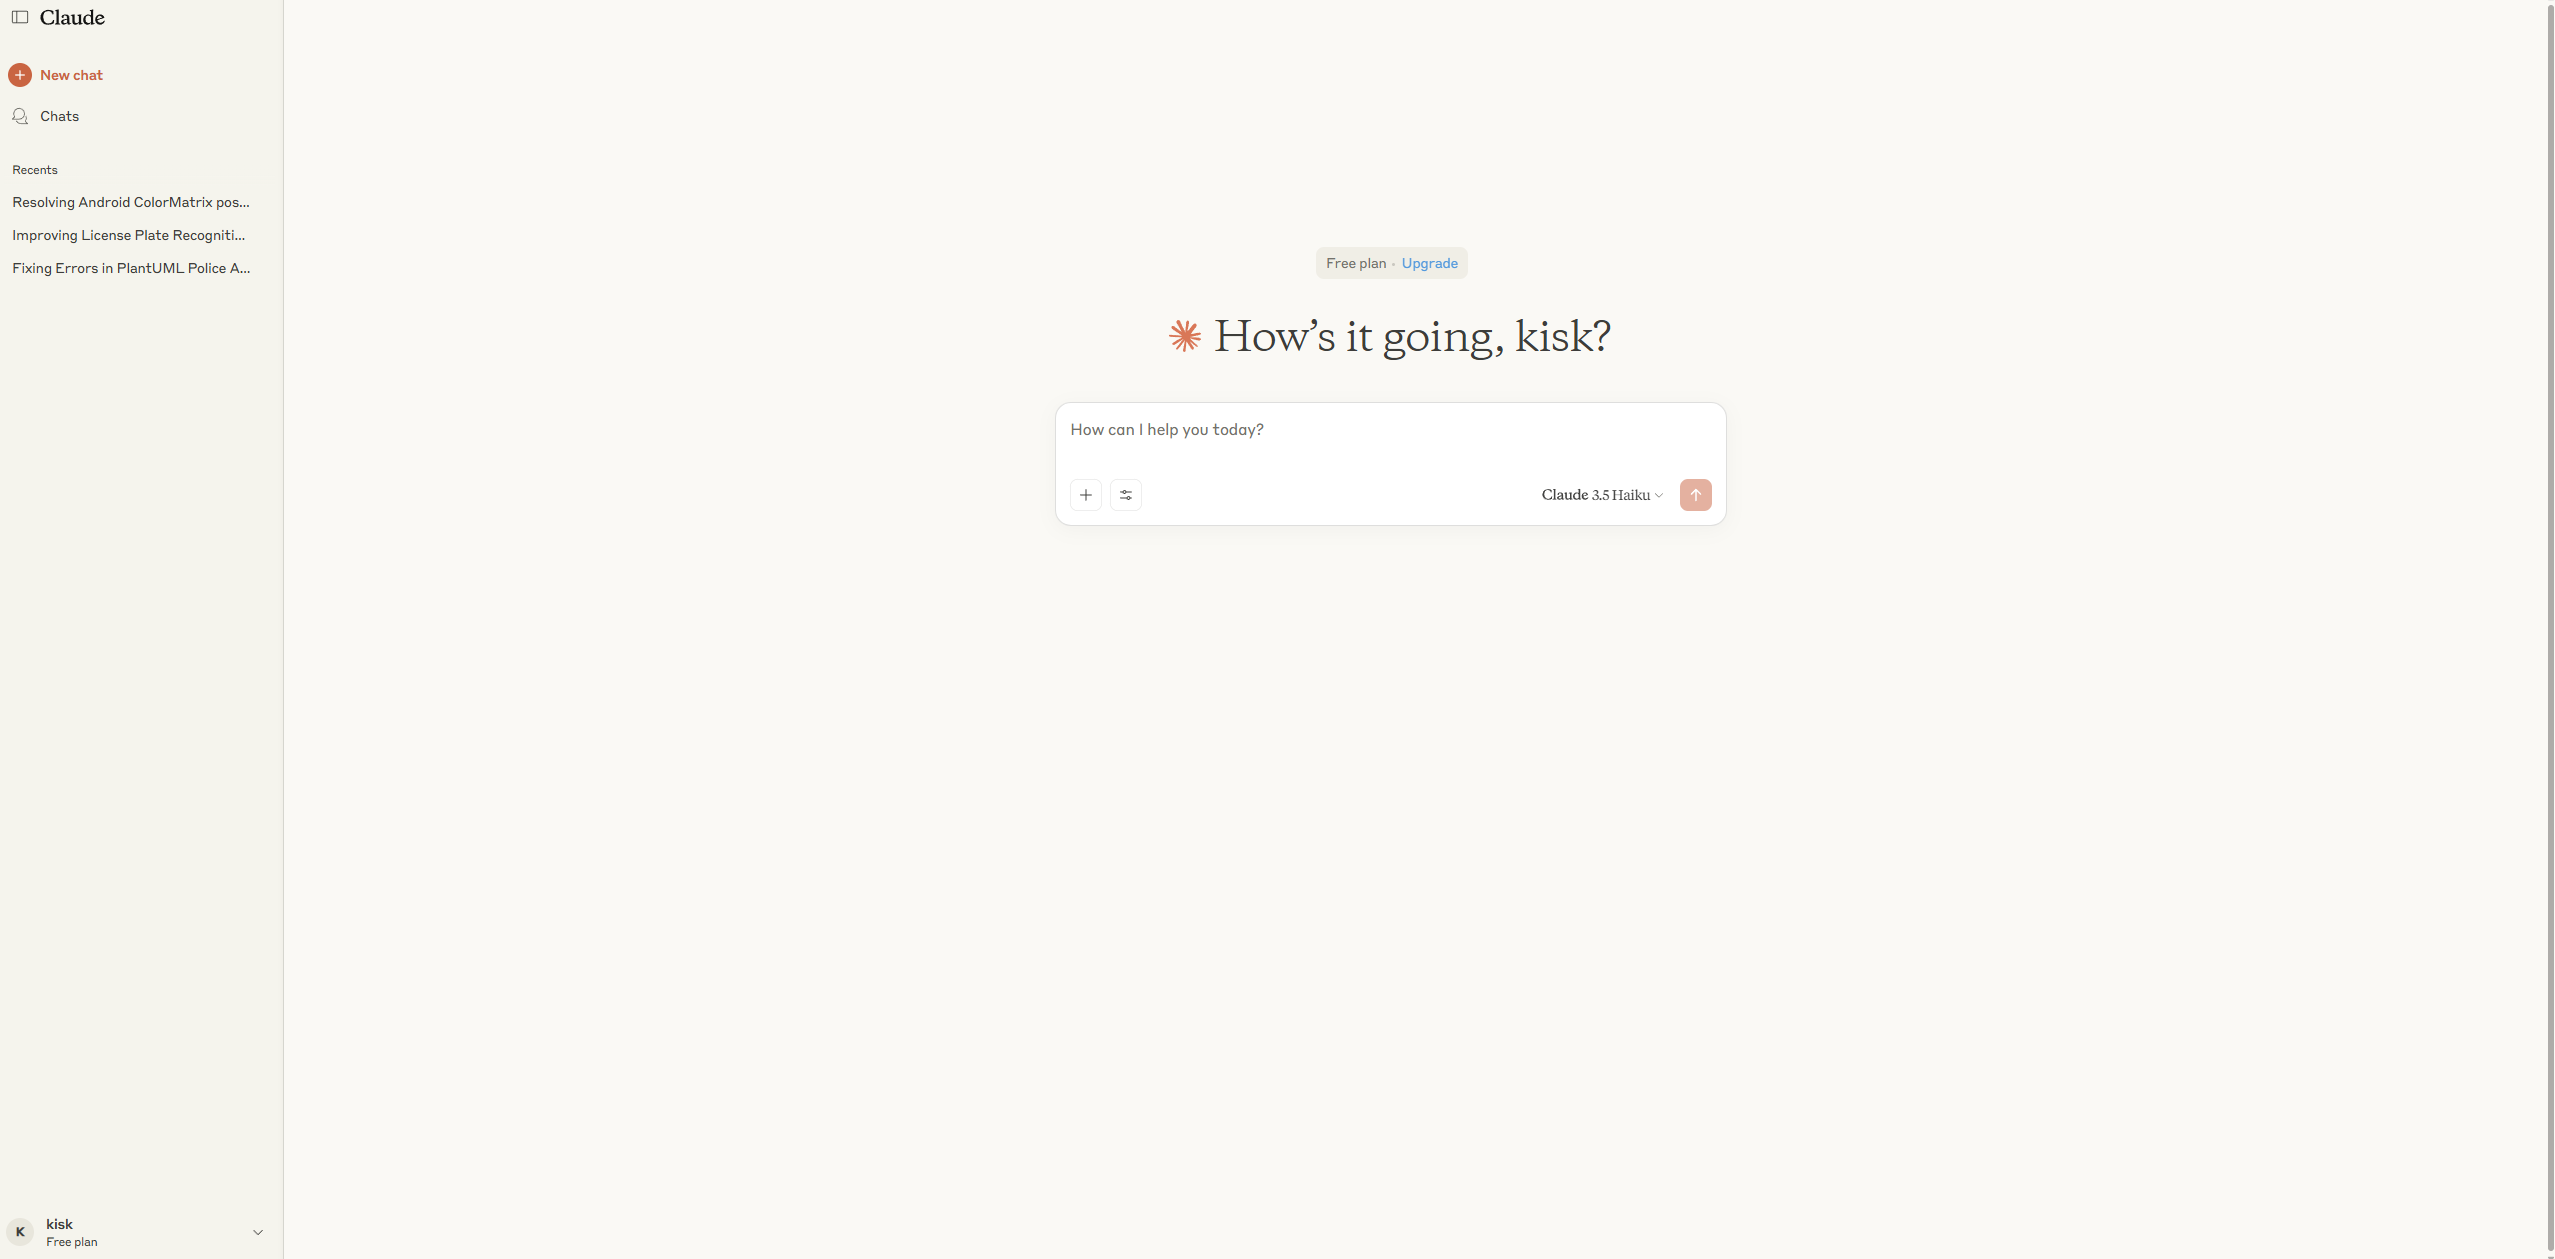 Claude
New chat
Chats
Recents
Resolving Android ColorMatrix pos...
Improving License Plate Recogniti...
Fixing Errors in PlantUML Police A...
Free plan · Upgrade
How’s it going, kisk?
How can I help you today?
Claude 3.5 Haiku
K
kisk
Free plan